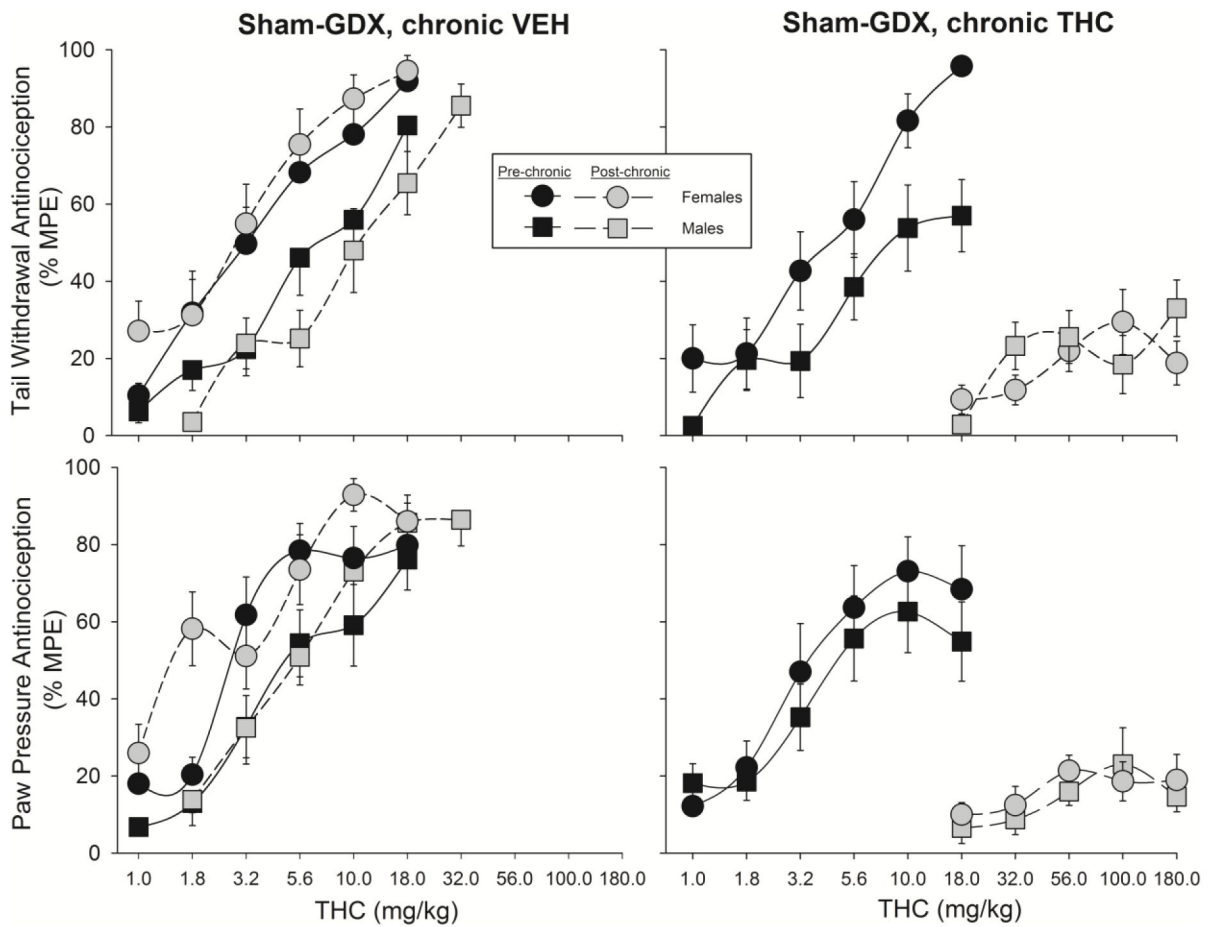 Sham-GDX, chronic VEH
Sham-GDX, chronic THC
Tail Withdrawal Antinociception
(% MPE)
100
80
60
40
20
0
Pre-chronic Post-chronic
Females
Males
Paw Pressure Antinociception
(% MPE)
100
80
60
40
20
0
1.0 1.8 3.2 5.6 10.0 18.0 32.0 56.0 100.0 180.0
THC (mg/kg)
1.0 1.8 3.2 5.6 10.0 18.0 32.0 56.0 100.0 180.0
THC (mg/kg)